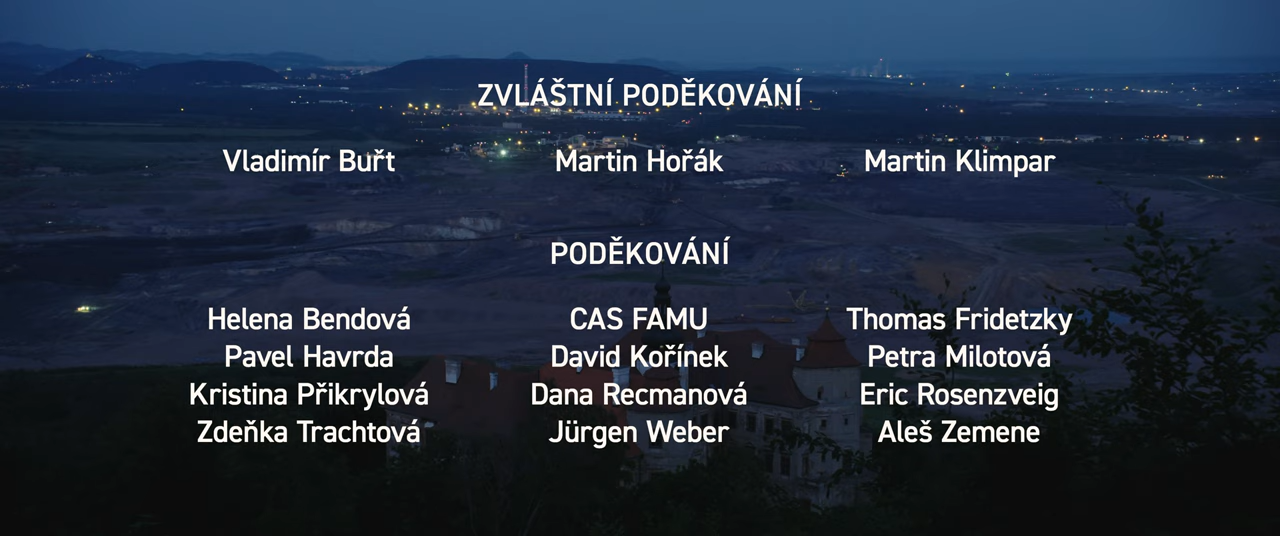 ZVLÁŠTNÍ PODĚKOVÁNÍ
Vladimír Buřt Martin Hořák Martin Klimpar
PODĚKOVÁNÍ
Helena Bendová CAS FAMU Thomas Fridetzky
Pavel Havrda David Kořínek Petra Milotová
Kristina Přikrylová Dana Recmanová Eric Rosenzveig
Zdeňka Trachtová Jürgen Weber Aleš Zemene